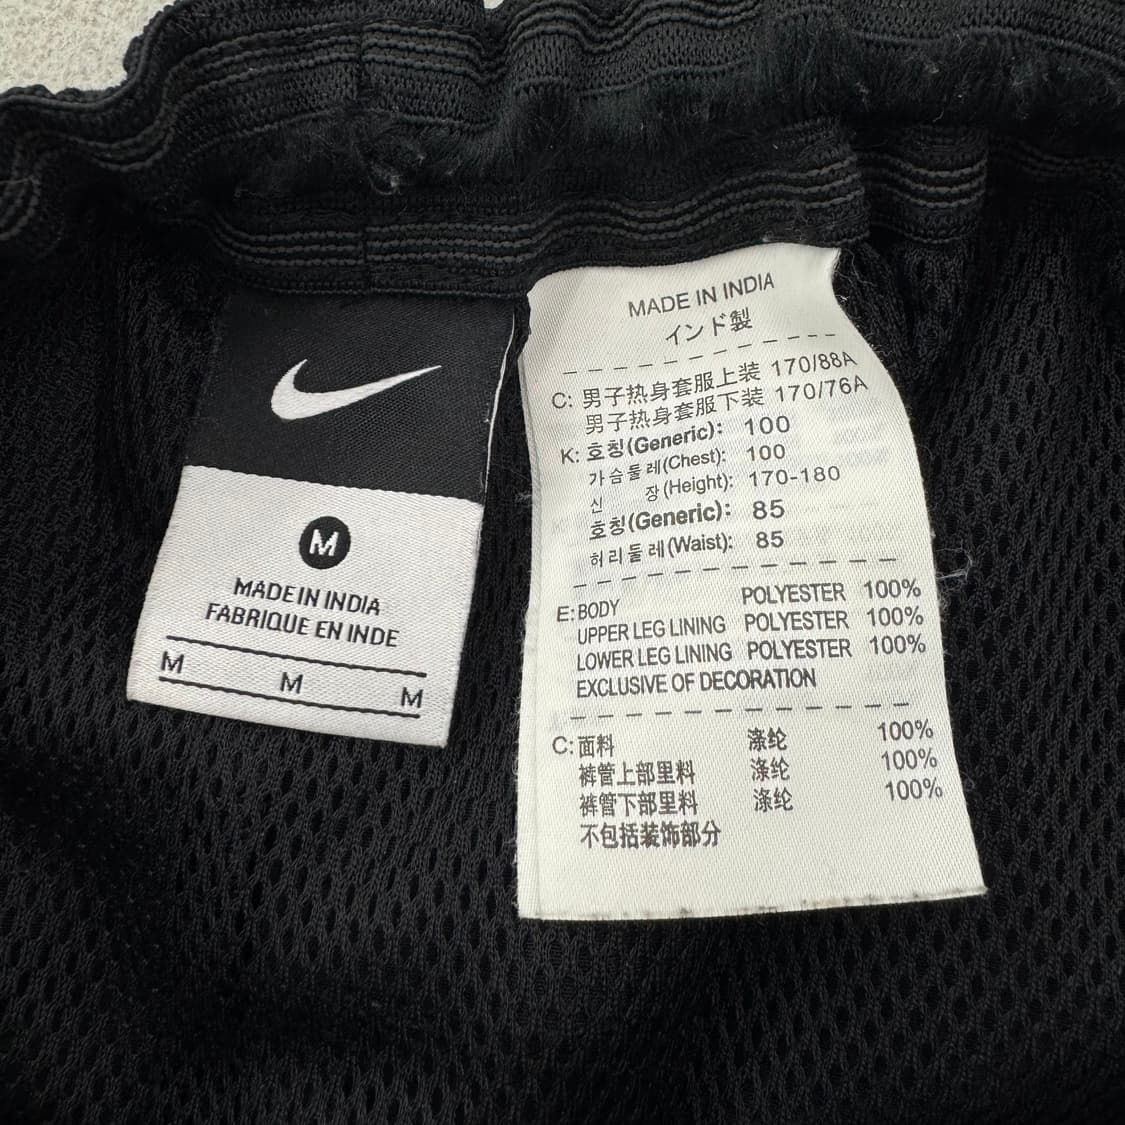 M
MADE IN INDIA
FABRIQUE EN INDE
M M M
MADE IN INDIA
インド製
C: 男子热身套服上装 170/88A
男子热身套服下装 170/76A
K: 호칭(Generic): 100
가슴둘레(Chest): 100
신 장(Height): 170-180
호칭(Generic): 85
허리둘레(Waist): 85
E: BODY POLYESTER 100%
UPPER LEG LINING POLYESTER 100%
LOWER LEG LINING POLYESTER 100%
EXCLUSIVE OF DECORATION
C: 面料 涤纶 100%
裤管上部里料 涤纶 100%
裤管下部里料 涤纶 100%
不包括装饰部分